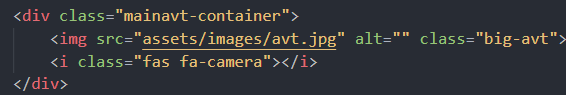 <div class="mainavt-container">
<img src="assets/images/avt.jpg" alt="" class="big-avt">
<i class="fas fa-camera"></i>
</div>